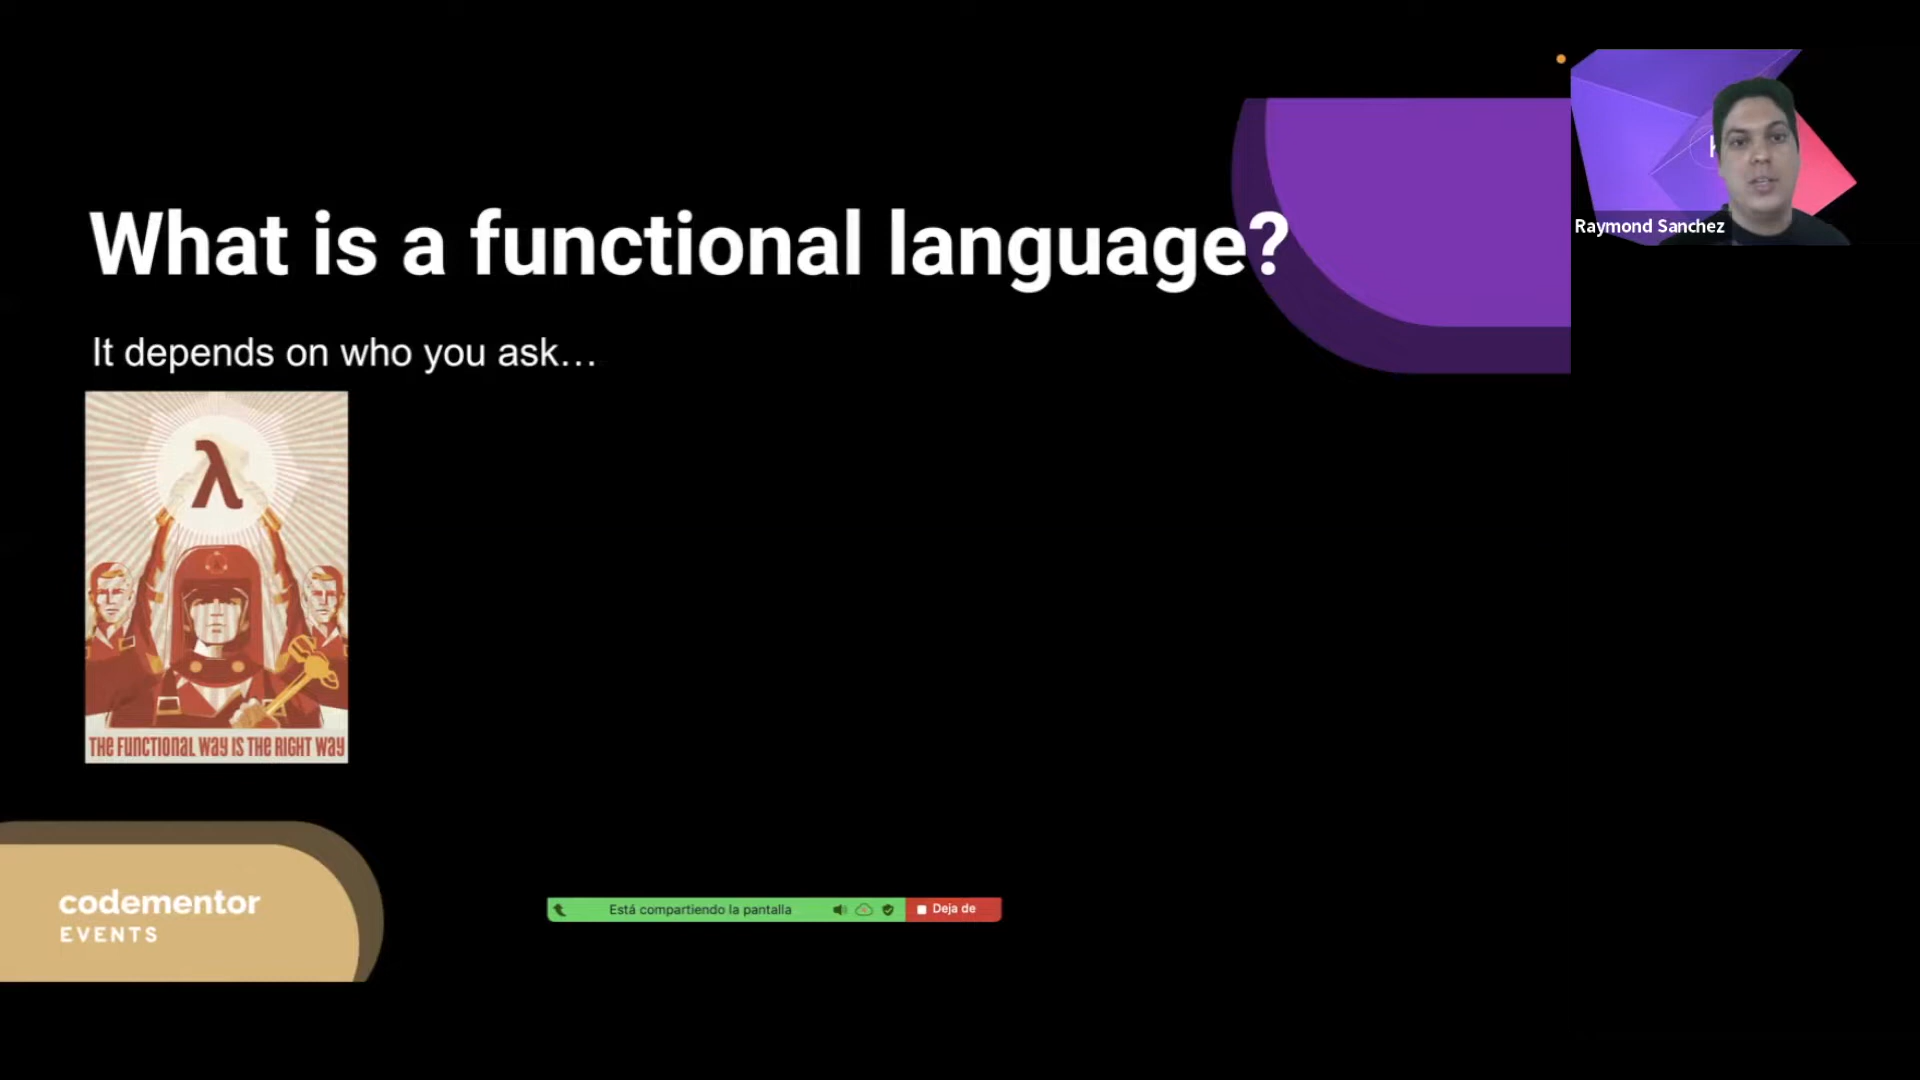 What is a functional language?
Raymond Sanchez
It depends on who you ask…
λ
THE FUNCTIONAL WAY IS THE RIGHT WAY
codementor
EVENTS
Está compartiendo la pantalla
Deja de